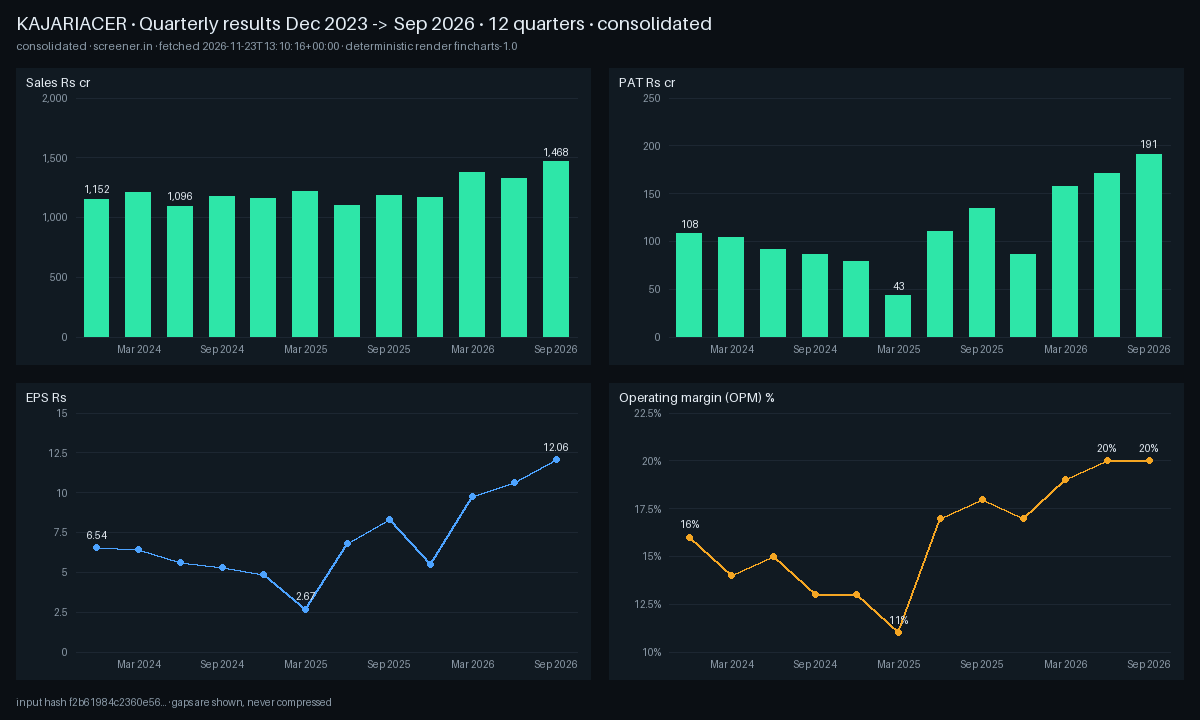 KAJARIACER · Quarterly results Dec 2023 -> Sep 2026 · 12 quarters · consolidated
consolidated · screener.in · fetched 2026-11-23T13:10:16+00:00 · deterministic render fincharts-1.0
Sales Rs cr
2,000
1,500
1,000
500
0
1,152
1,096
1,468
Mar 2024
Sep 2024
Mar 2025
Sep 2025
Mar 2026
Sep 2026
PAT Rs cr
250
200
150
100
50
0
108
43
191
Mar 2024
Sep 2024
Mar 2025
Sep 2025
Mar 2026
Sep 2026
EPS Rs
15
12.5
10
7.5
5
2.5
0
6.54
2.67
12.06
Mar 2024
Sep 2024
Mar 2025
Sep 2025
Mar 2026
Sep 2026
Operating margin (OPM) %
22.5%
20%
17.5%
15%
12.5%
10%
16%
11%
20%
20%
Mar 2024
Sep 2024
Mar 2025
Sep 2025
Mar 2026
Sep 2026
input hash f2b61984c2360e56… · gaps are shown, never compressed